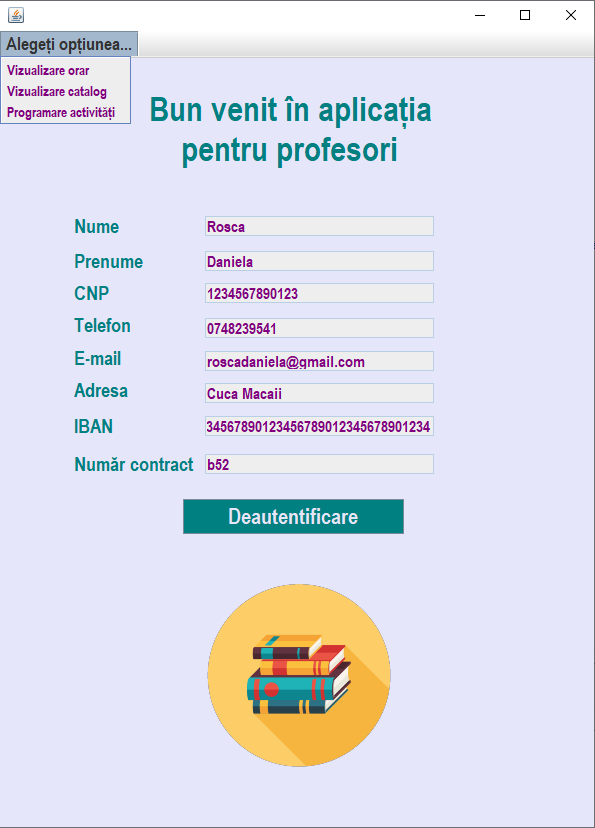 Alegeți opțiunea...
Vizualizare orar
Vizualizare catalog
Programare activități
Bun venit în aplicația
pentru profesori
Nume Rosca
Prenume Daniela
CNP 1234567890123
Telefon 0748239541
E-mail roscadaniela@gmail.com
Adresa Cuca Macaii
IBAN 34567890123456789012345678901234
Număr contract b52
Deautentificare